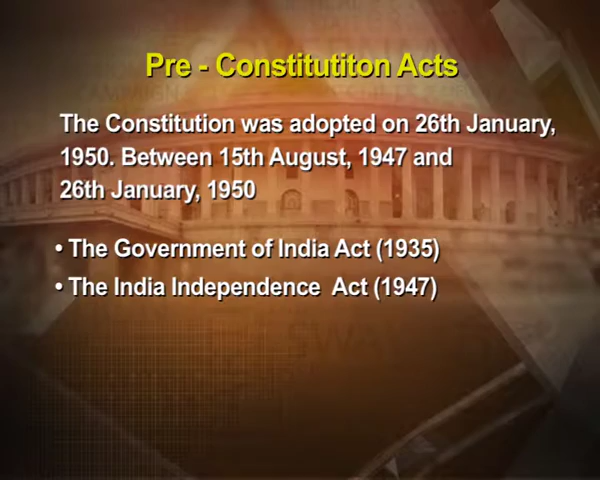 Pre - Constitutiton Acts
The Constitution was adopted on 26th January,
1950. Between 15th August, 1947 and
26th January, 1950
• The Government of India Act (1935)
• The India Independence Act (1947)